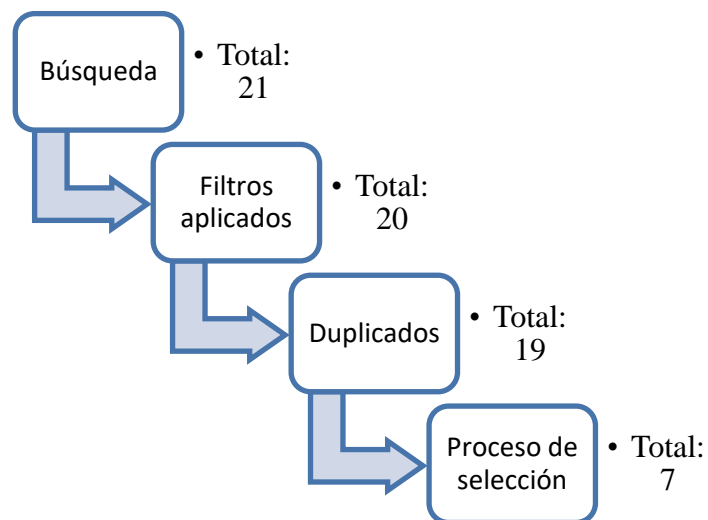 Búsqueda
• Total:
21
Filtros
aplicados
• Total:
20
Duplicados
• Total:
19
Proceso de
selección
• Total:
7